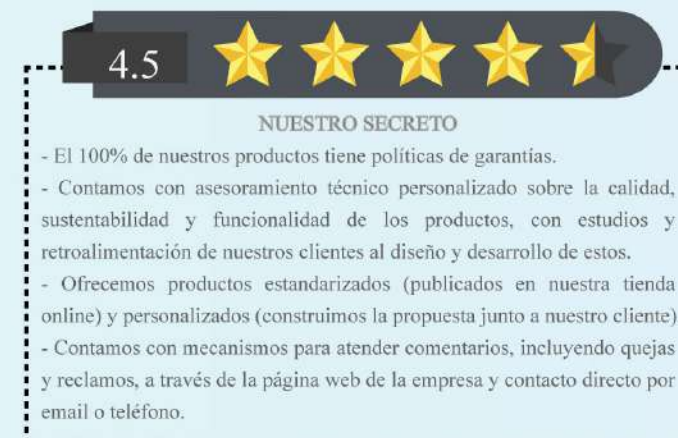 4.5
NUESTRO SECRETO
- El 100% de nuestros productos tiene políticas de garantías.
- Contamos con asesoramiento técnico personalizado sobre la calidad,
sustentabilidad y funcionalidad de los productos, con estudios y
retroalimentación de nuestros clientes al diseño y desarrollo de estos.
- Ofrecemos productos estandarizados (publicados en nuestra tienda
online) y personalizados (construimos la propuesta junto a nuestro cliente)
- Contamos con mecanismos para atender comentarios, incluyendo quejas
y reclamos, a través de la página web de la empresa y contacto directo por
email o teléfono.